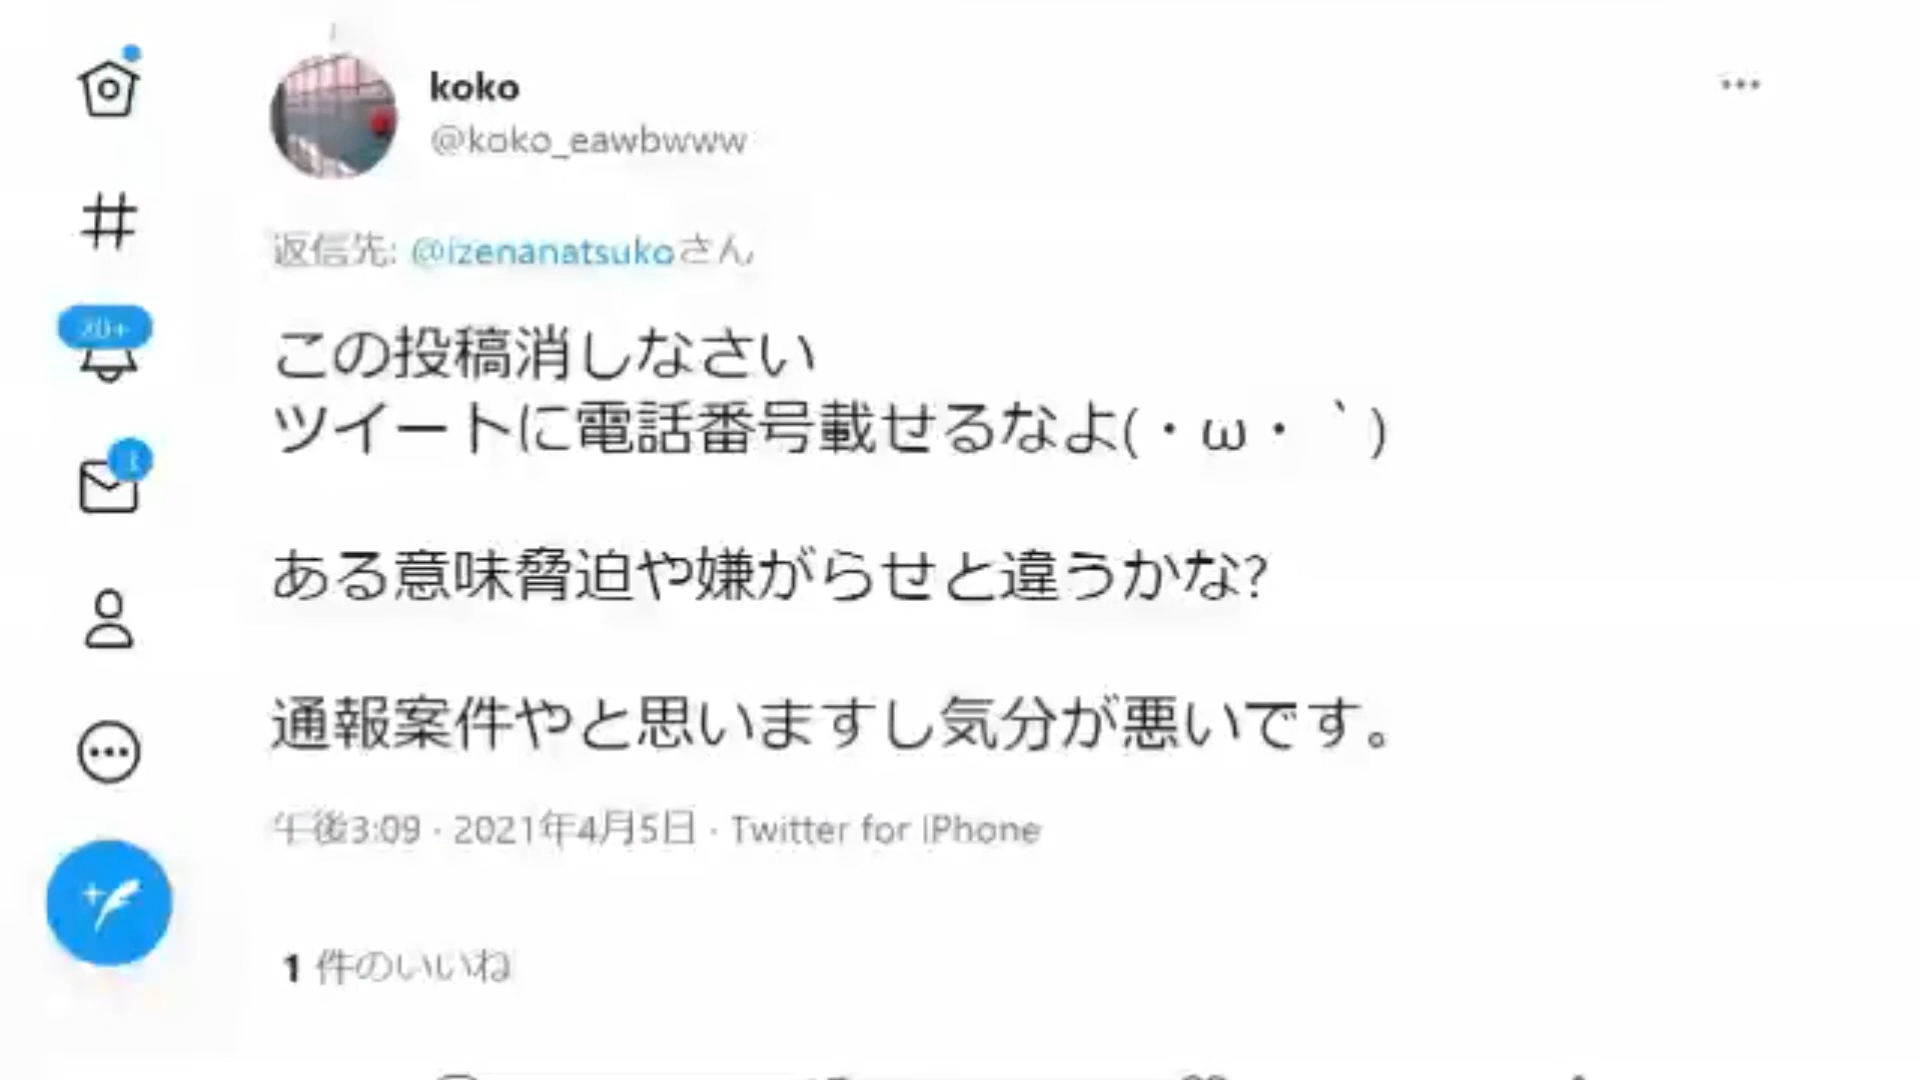 koko
@koko_eawbwww
返信先: @izenanatsukoさん
20+
この投稿消しなさい
ツイートに電話番号載せるなよ(・ω・｀)
ある意味脅迫や嫌がらせと違うかな?
通報案件やと思いますし気分が悪いです。
午後3:09 · 2021年4月5日 · Twitter for iPhone
1 件のいいね